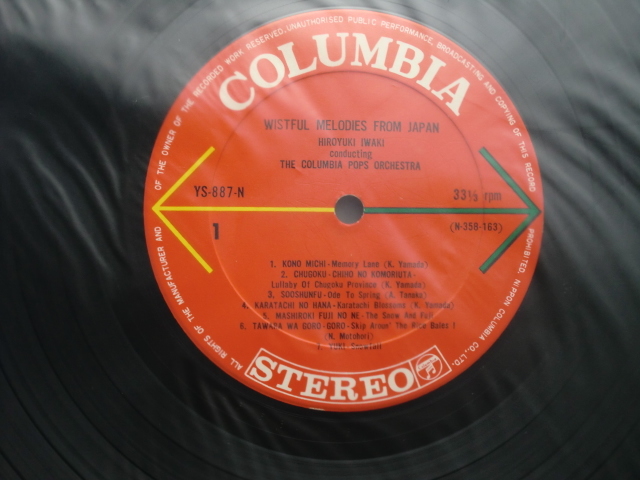 ALL RIGHTS OF THE MANUFACTURER AND OF THE OWNER OF THE RECORDED WORK RESERVED. UNAUTHORISED PUBLIC PERFORMANCE, BROADCASTING AND COPYING OF THIS RECORD PROHIBITED. NIPPON COLUMBIA CO., LTD.
COLUMBIA
WISTFUL MELODIES FROM JAPAN
HIROYUKI IWAKI
conducting
THE COLUMBIA POPS ORCHESTRA
YS-887-N
33⅓ rpm
1
(N-358-163)
1. KONO MICHI-Memory Lane (K. Yamada)
2. CHUGOKU-CHIHO NO KOMORIUTA-
Lullaby Of Chugoku Province (K. Yamada)
3. SOOSHUNFU-Ode To Spring (A. Tanaka)
4. KARATACHI NO HANA-Karatachi Blossoms (K. Yamada)
5. MASHIROKI FUJI NO NE-The Snow And Fuji
6. TAWARA WA GORO-GORO-Skip Aroun' The Rice Bales !
(N. Motohori)
7. YUKI-Snowfall
STEREO